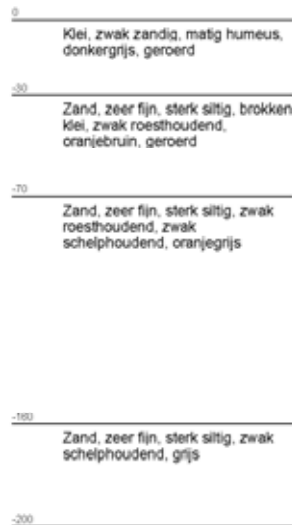 0
Klei, zwak zandig, matig humeus,
donkergrijs, geroerd
-30
Zand, zeer fijn, sterk siltig, brokken
klei, zwak roesthoudend,
oranjebruin, geroerd
-70
Zand, zeer fijn, sterk siltig, zwak
roesthoudend, zwak
schelphoudend, oranjegrijs
-160
Zand, zeer fijn, sterk siltig, zwak
schelphoudend, grijs
-200